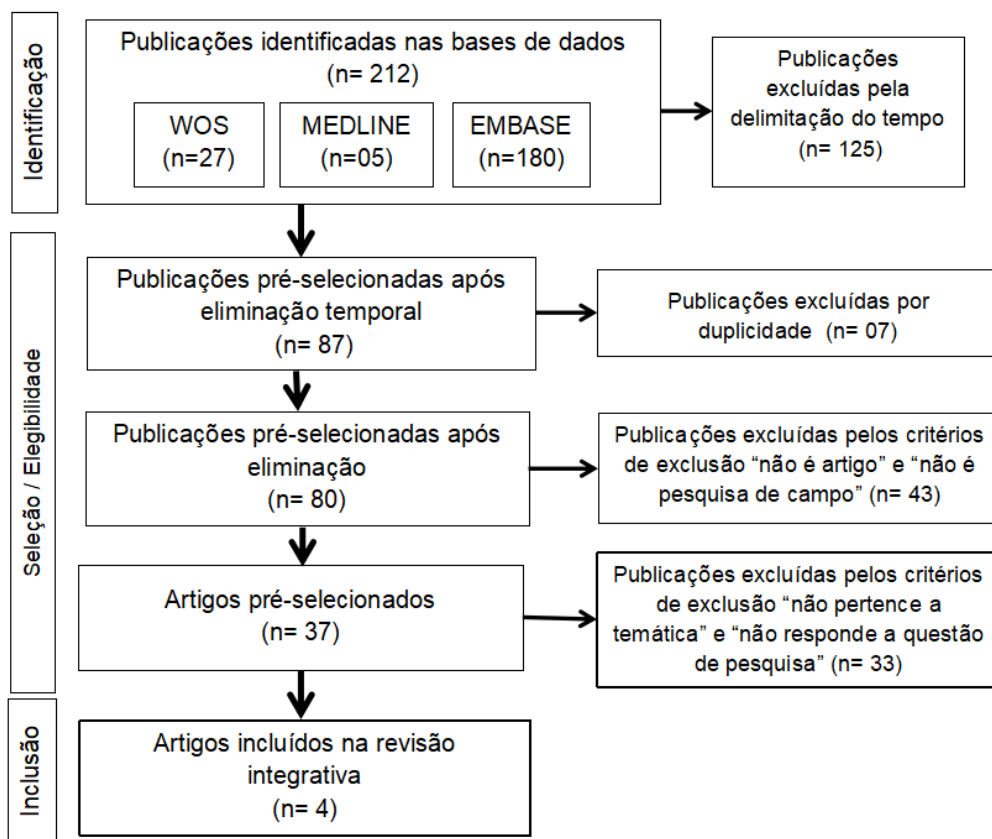 Identificação
Publicações identificadas nas bases de dados
(n= 212)
WOS
(n=27)
MEDLINE
(n=05)
EMBASE
(n=180)
Publicações
excluídas pela
delimitação do tempo
(n= 125)
Seleção / Elegibilidade
Publicações pré-selecionadas após
eliminação temporal
(n= 87)
Publicações excluídas por
duplicidade (n= 07)
Publicações pré-selecionadas após
eliminação
(n= 80)
Publicações excluídas pelos critérios
de exclusão “não é artigo” e “não é
pesquisa de campo” (n= 43)
Artigos pré-selecionados
(n= 37)
Publicações excluídas pelos critérios
de exclusão “não pertence a
temática” e “não responde a questão
de pesquisa” (n= 33)
Inclusão
Artigos incluídos na revisão
integrativa
(n= 4)